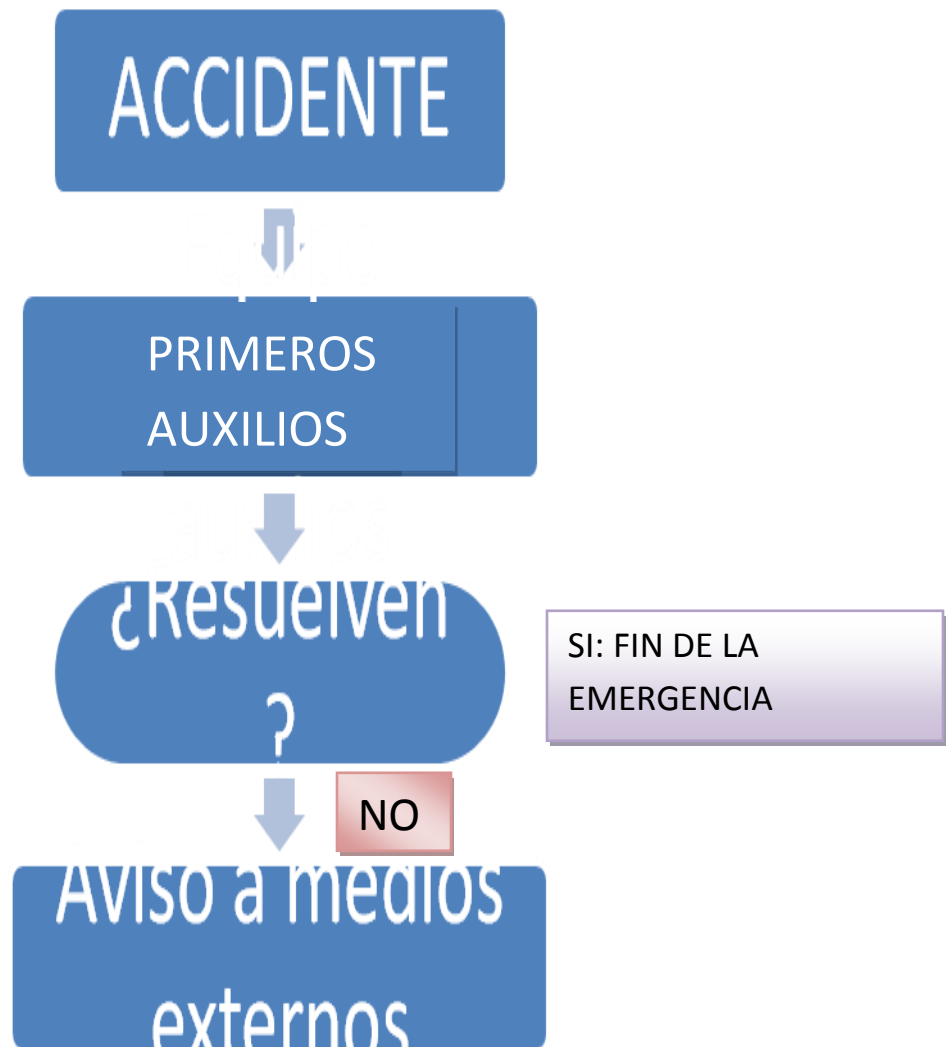 ACCIDENTE
PRIMEROS
AUXILIOS
¿Resuelven
?
SI: FIN DE LA
EMERGENCIA
NO
Aviso a medios
externos